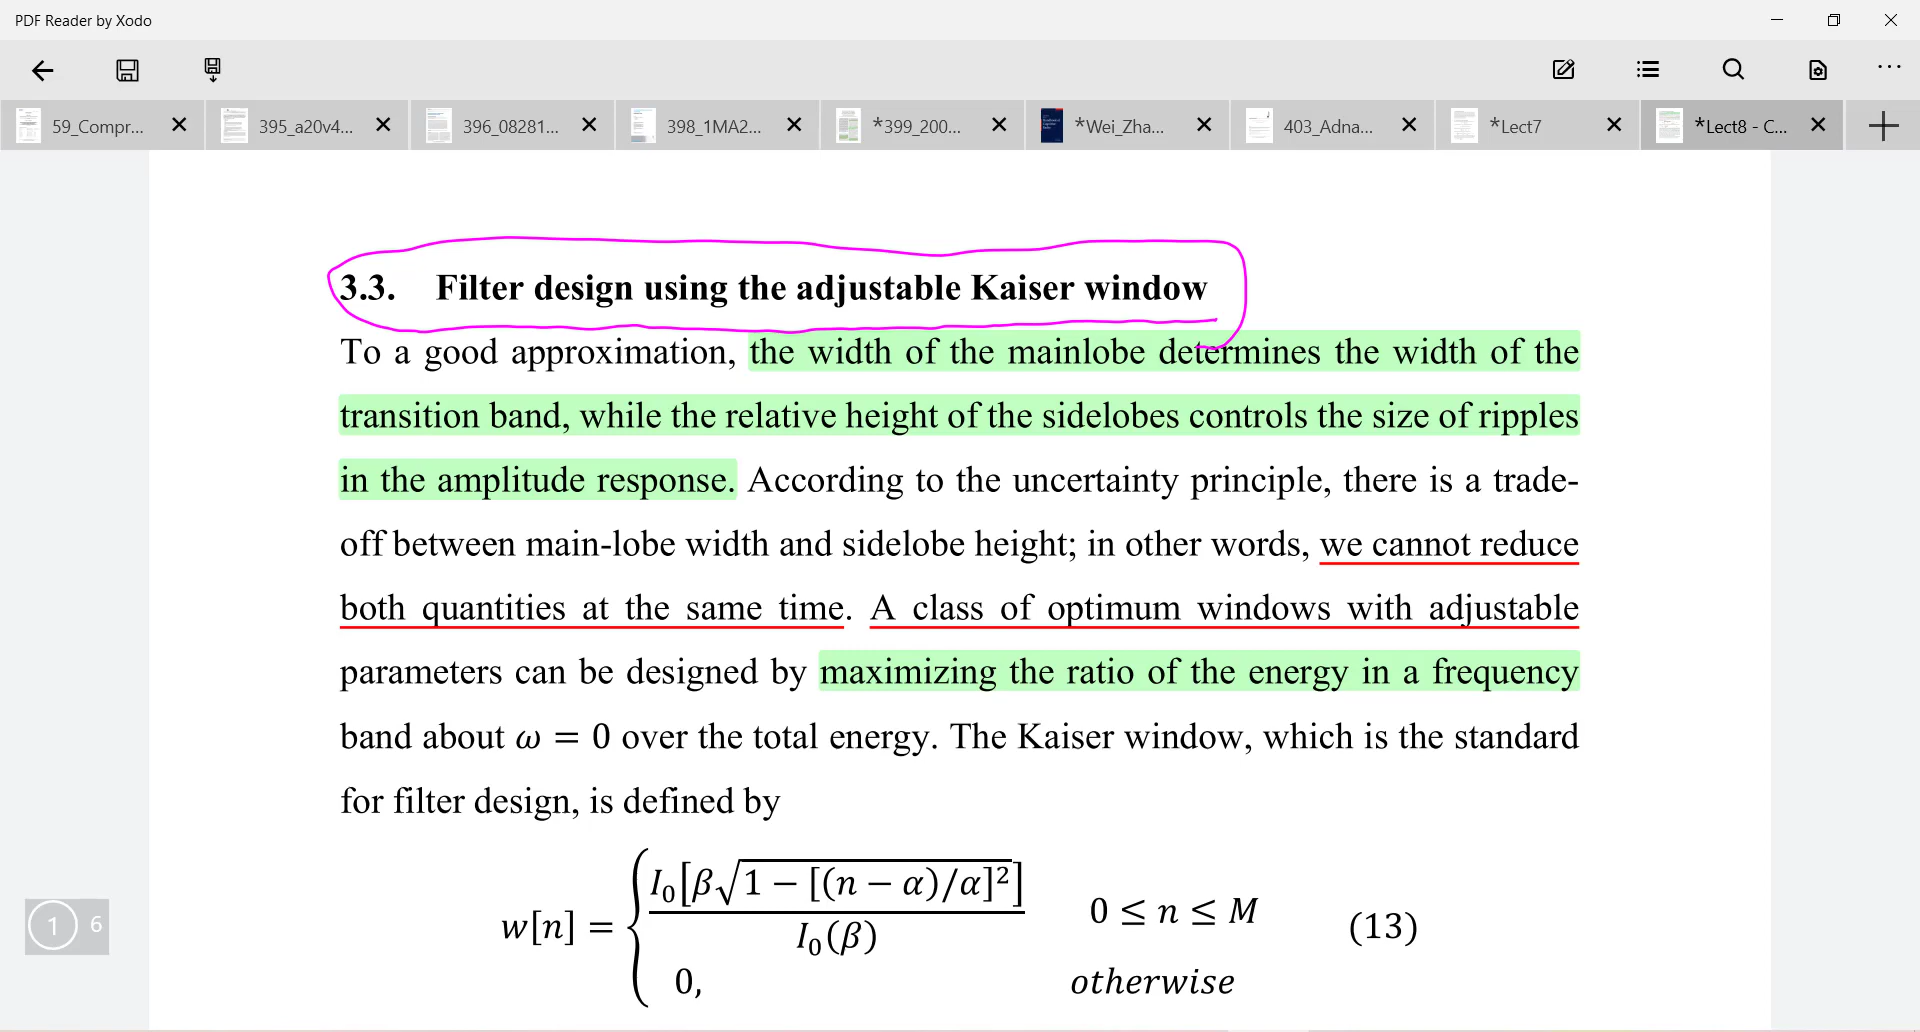 PDF Reader by Xodo
59_Compr... 395_a20v4... 396_08281... 398_1MA2... *399_200... *Wei_Zha... 403_Adna... *Lect7 *Lect8 - C...
3.3. Filter design using the adjustable Kaiser window
To a good approximation, the width of the mainlobe determines the width of the
transition band, while the relative height of the sidelobes controls the size of ripples
in the amplitude response. According to the uncertainty principle, there is a trade-
off between main-lobe width and sidelobe height; in other words, we cannot reduce
both quantities at the same time. A class of optimum windows with adjustable
parameters can be designed by maximizing the ratio of the energy in a frequency
band about ω = 0 over the total energy. The Kaiser window, which is the standard
for filter design, is defined by
w[n] = { I₀[β√1 − [(n − α)/α]²] / I₀(β) 0 ≤ n ≤ M (13)
0, otherwise
1 6